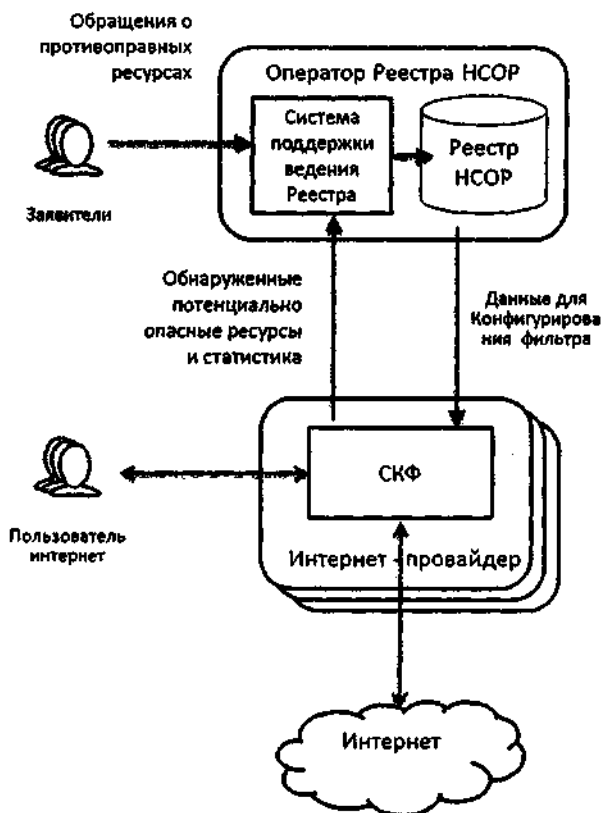 Обращения о
противоправных
ресурсах
Оператор Реестра НСОР
Система
поддержки
ведения
Реестра
Реестр
НСОР
Заявители
Обнаруженные
потенциально
опасные ресурсы
и статистика
Данные для
Конфигурирова
ния фильтра
СКФ
Пользователь
интернет
Интернет - провайдер
Интернет